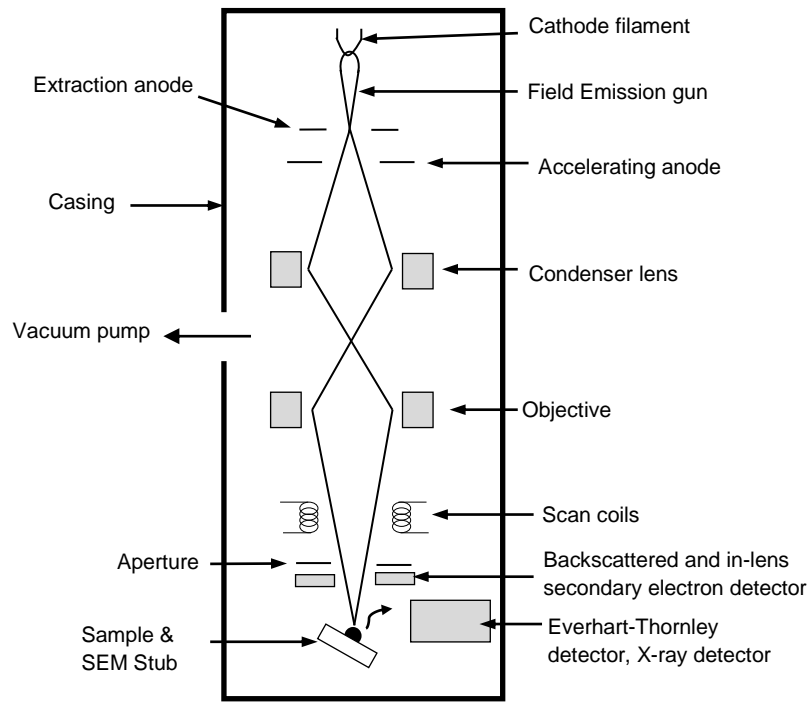 Cathode filament
Extraction anode
Field Emission gun
Accelerating anode
Casing
Condenser lens
Vacuum pump
Objective
Scan coils
Aperture
Backscattered and in-lens
secondary electron detector
Sample &
SEM Stub
Everhart-Thornley
detector, X-ray detector